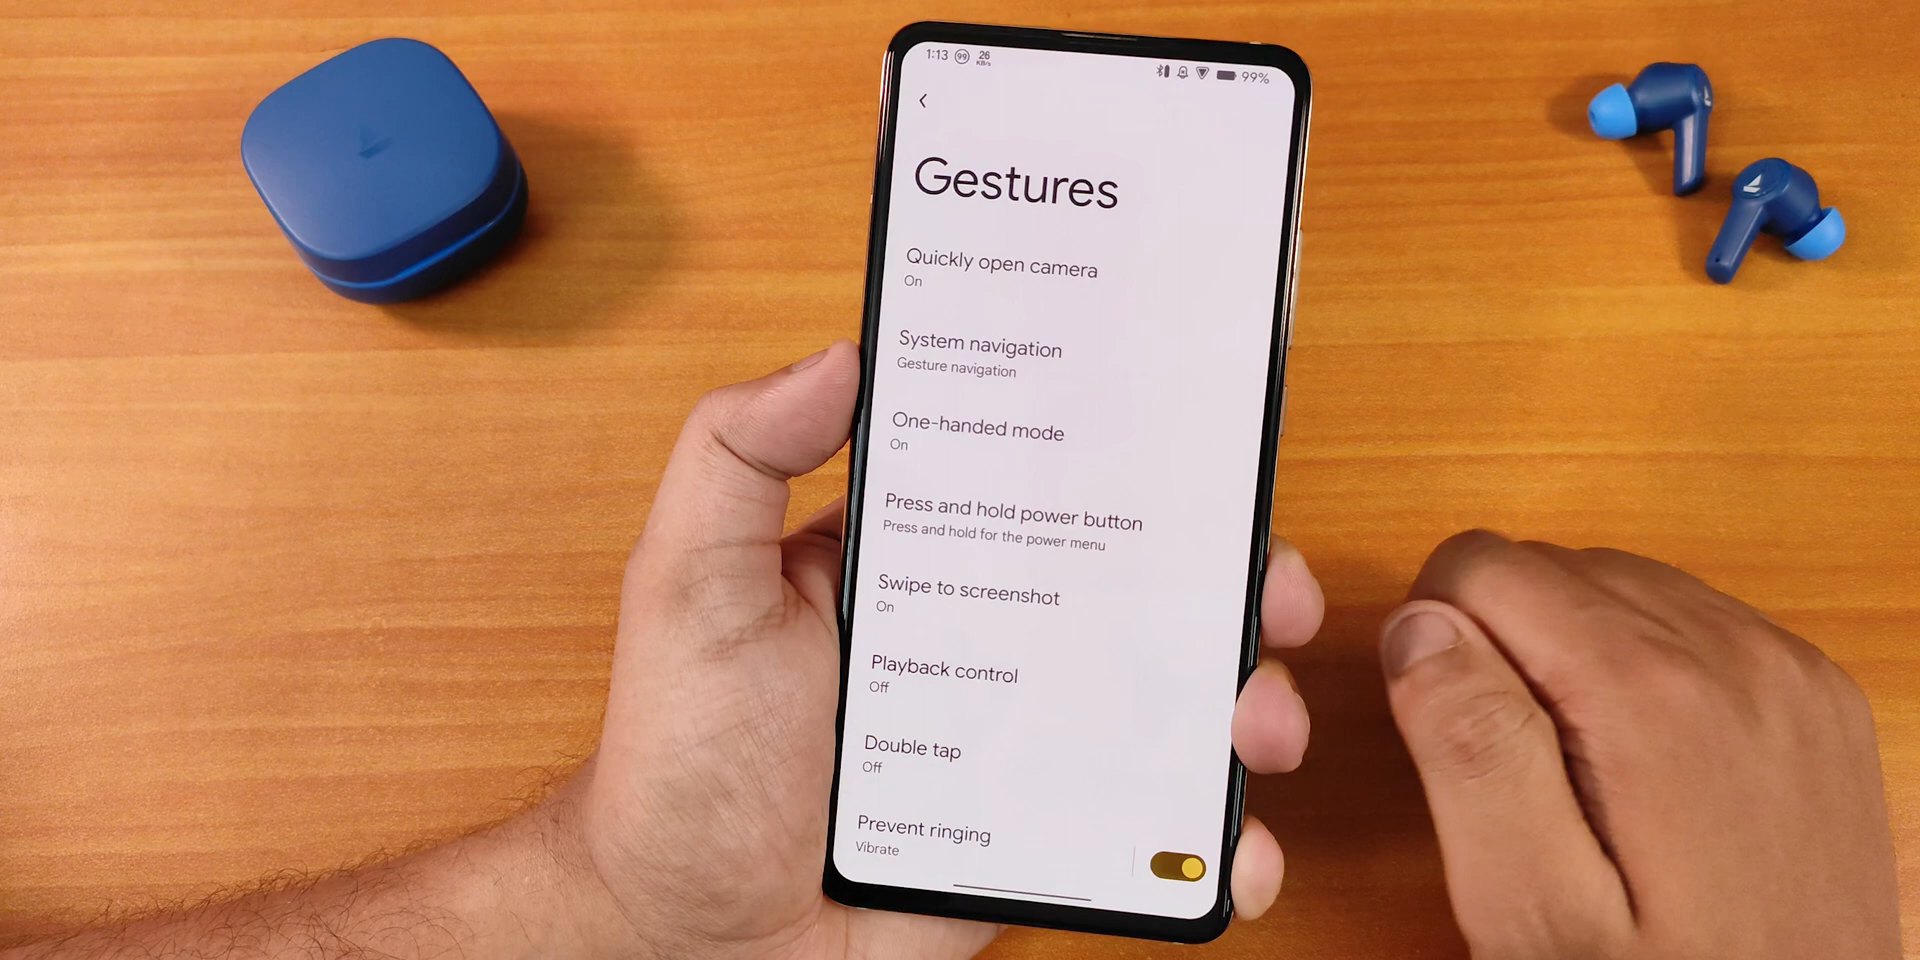 1:13 99 26 KB/s 99%
Gestures
Quickly open camera
On
System navigation
Gesture navigation
One-handed mode
On
Press and hold power button
Press and hold for the power menu
Swipe to screenshot
On
Playback control
Off
Double tap
Off
Prevent ringing
Vibrate